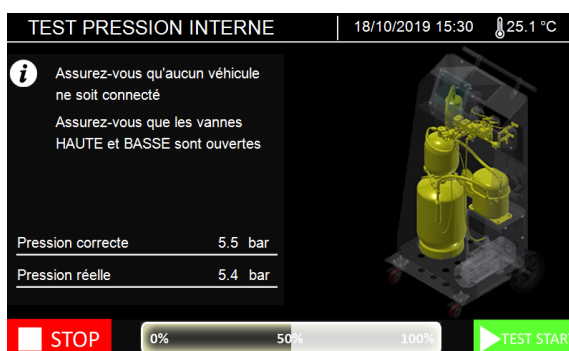 TEST PRESSION INTERNE
18/10/2019 15:30
25.1 °C
i
Assurez-vous qu'aucun véhicule
ne soit connecté
Assurez-vous que les vannes
HAUTE et BASSE sont ouvertes
Pression correcte 5.5 bar
Pression réelle 5.4 bar
STOP
0% 50% 100%
TEST START